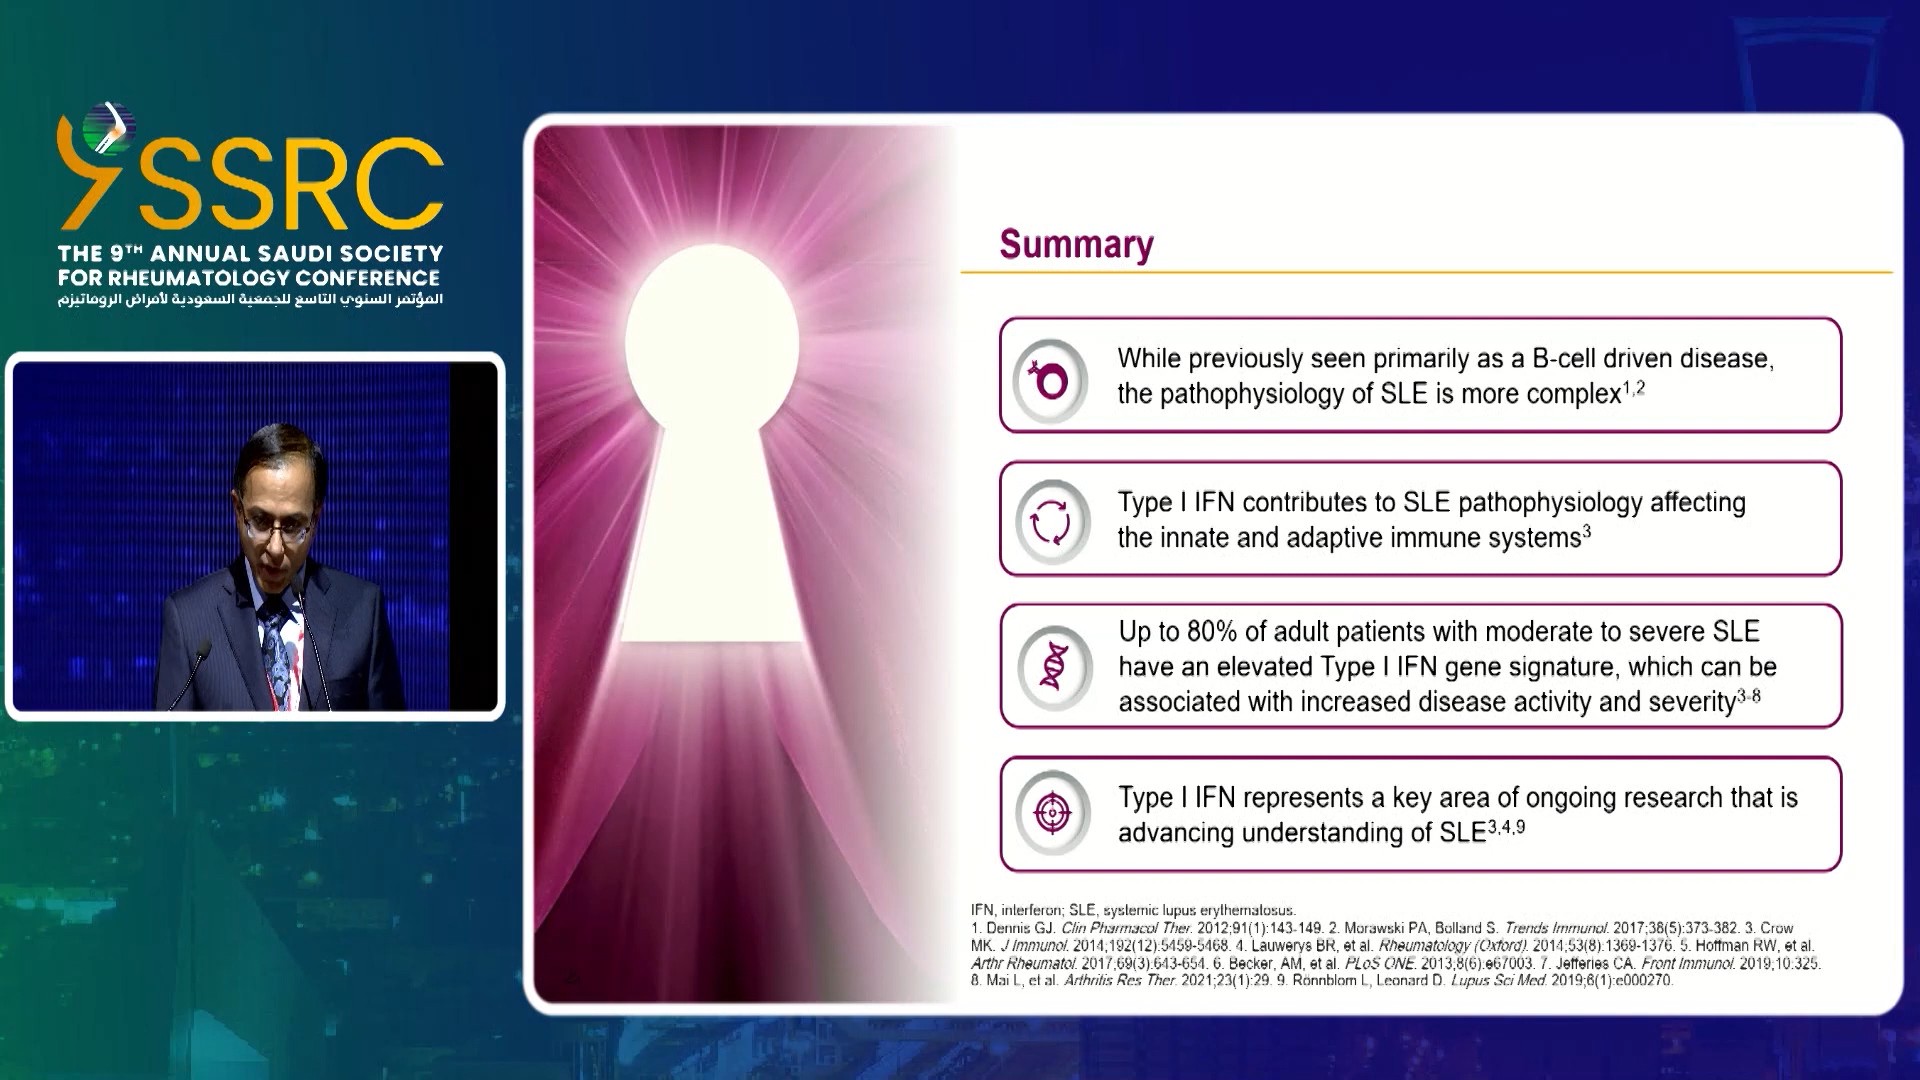 SSRC
THE 9TH ANNUAL SAUDI SOCIETY
FOR RHEUMATOLOGY CONFERENCE
المؤتمر السنوي التاسع للجمعية السعودية لأمراض الروماتيزم
Summary
While previously seen primarily as a B-cell driven disease,
the pathophysiology of SLE is more complex1,2
Type I IFN contributes to SLE pathophysiology affecting
the innate and adaptive immune systems3
Up to 80% of adult patients with moderate to severe SLE
have an elevated Type I IFN gene signature, which can be
associated with increased disease activity and severity3-8
Type I IFN represents a key area of ongoing research that is
advancing understanding of SLE3,4,9
IFN, interferon; SLE, systemic lupus erythematosus.
1. Dennis GJ. Clin Pharmacol Ther. 2012;91(1):143-149. 2. Morawski PA, Bolland S. Trends Immunol. 2017;38(5):373-382. 3. Crow
MK. J Immunol. 2014;192(12):5459-5468. 4. Lauwerys BR, et al. Rheumatology (Oxford). 2014;53(8):1369-1376. 5. Hoffman RW, et al.
Arthr Rheumatol. 2017;69(3):643-654. 6. Becker, AM, et al. PLoS ONE. 2013;8(6):e67003. 7. Jefferies CA. Front Immunol. 2019;10:325.
8. Mai L, et al. Arthritis Res Ther. 2021;23(1):29. 9. Rönnblom L, Leonard D. Lupus Sci Med. 2019;6(1):e000270.